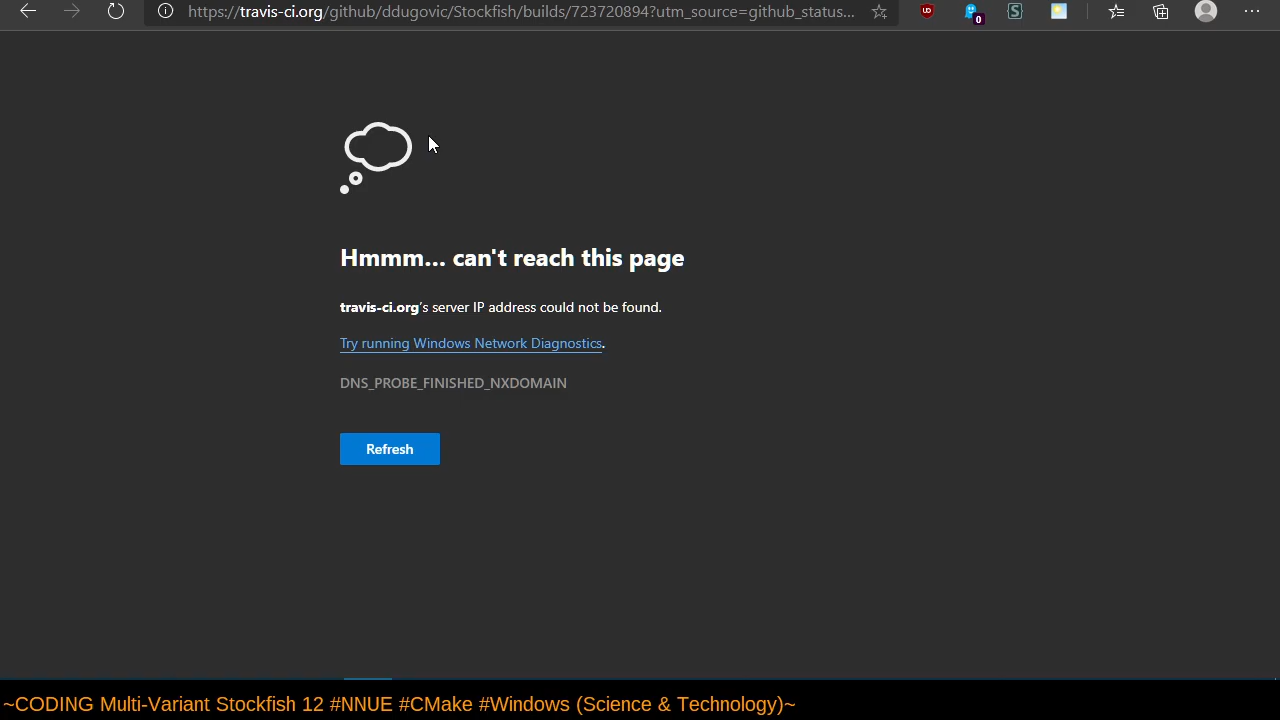 https://travis-ci.org/github/ddugovic/Stockfish/builds/723720894?utm_source=github_status...
0
Hmmm... can't reach this page
travis-ci.org's server IP address could not be found.
Try running Windows Network Diagnostics.
DNS_PROBE_FINISHED_NXDOMAIN
Refresh
~CODING Multi-Variant Stockfish 12 #NNUE #CMake #Windows (Science & Technology)~